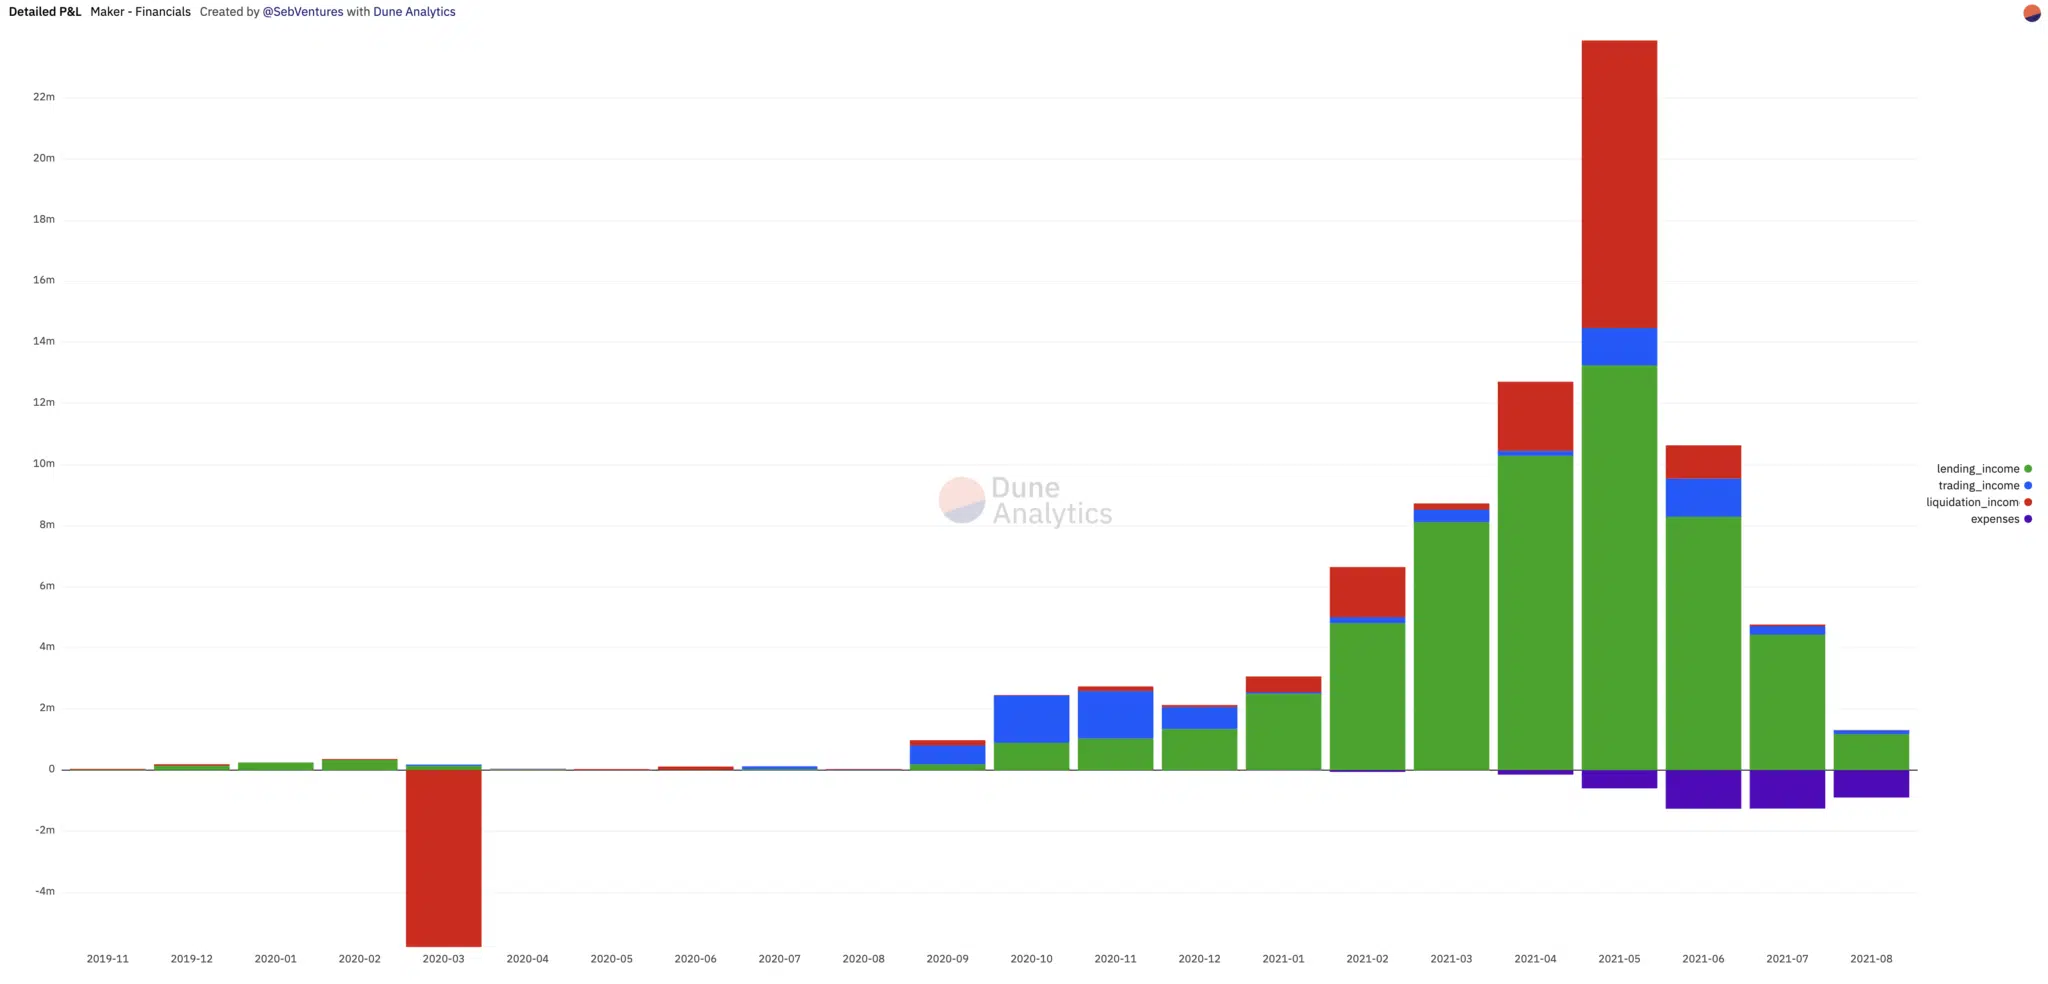 Detailed P&L Maker - Financials Created by @SebVentures with Dune Analytics
22m
20m
18m
16m
14m
12m
10m
8m
6m
4m
2m
0
-2m
-4m
Dune
Analytics
lending_income
trading_income
liquidation_incom
expenses
2019-11 2019-12 2020-01 2020-02 2020-03 2020-04 2020-05 2020-06 2020-07 2020-08 2020-09 2020-10 2020-11 2020-12 2021-01 2021-02 2021-03 2021-04 2021-05 2021-06 2021-07 2021-08